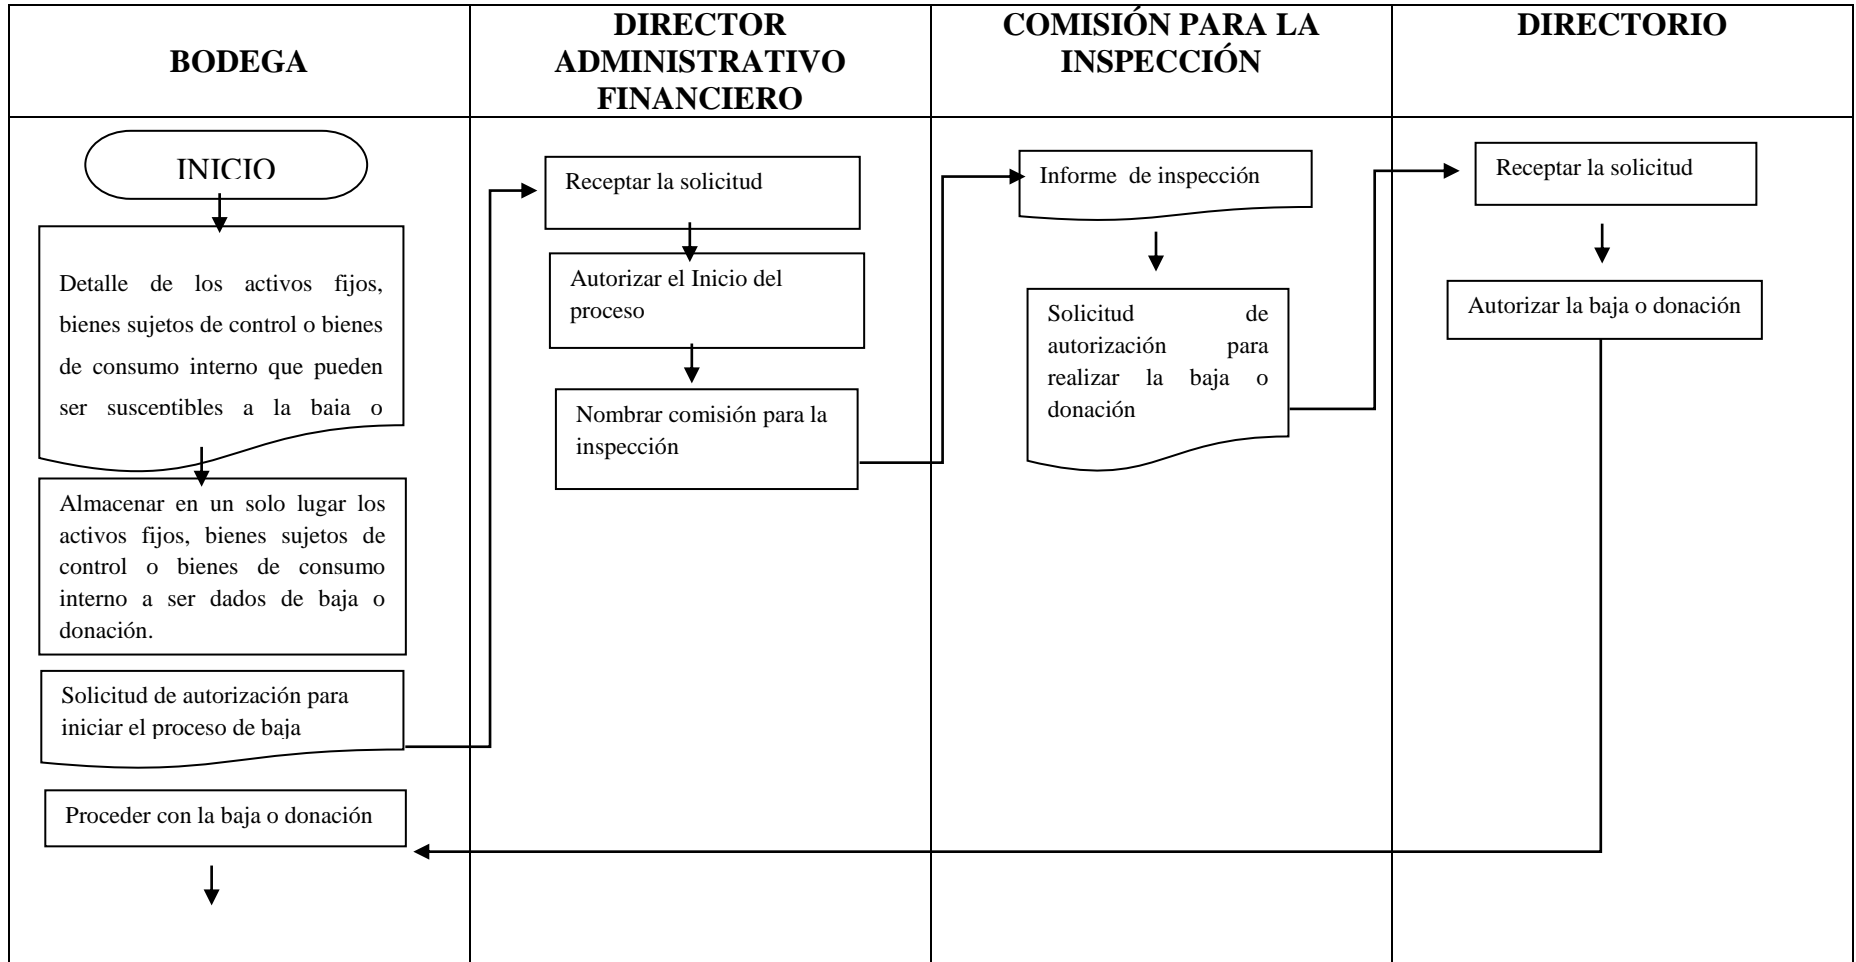 BODEGA
DIRECTOR
ADMINISTRATIVO
FINANCIERO
COMISIÓN PARA LA
INSPECCIÓN
DIRECTORIO
INICIO
Detalle de los activos fijos,
bienes sujetos de control o bienes
de consumo interno que pueden
ser susceptibles a la baja o
Almacenar en un solo lugar los
activos fijos, bienes sujetos de
control o bienes de consumo
interno a ser dados de baja o
donación.
Solicitud de autorización para
iniciar el proceso de baja
Proceder con la baja o donación
Receptar la solicitud
Autorizar el Inicio del
proceso
Nombrar comisión para la
inspección
Informe de inspección
Solicitud de
autorización para
realizar la baja o
donación
Receptar la solicitud
Autorizar la baja o donación